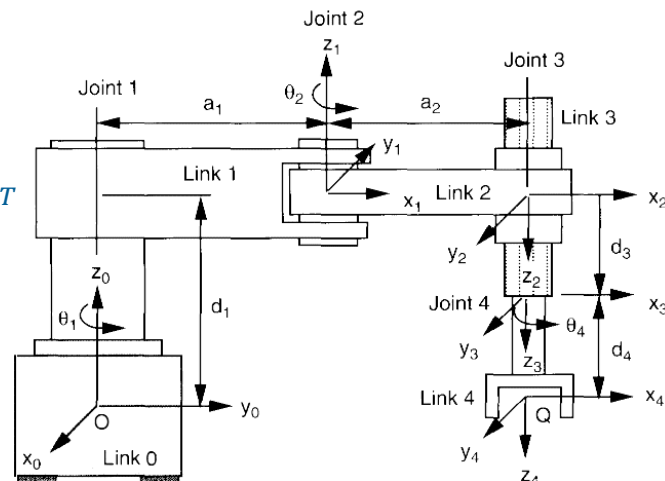 Joint 2
z₁
Joint 1
Joint 3
a₁
θ₂
a₂
Link 3
y₁
T
Link 1
Link 2
x₁
x₂
y₂
z₂
d₃
z₀
d₁
Joint 4
x₃
θ₁
θ₄
y₃
z₃
d₄
O
y₀
Link 4
Q
x₄
x₀
Link 0
y₄
z₄